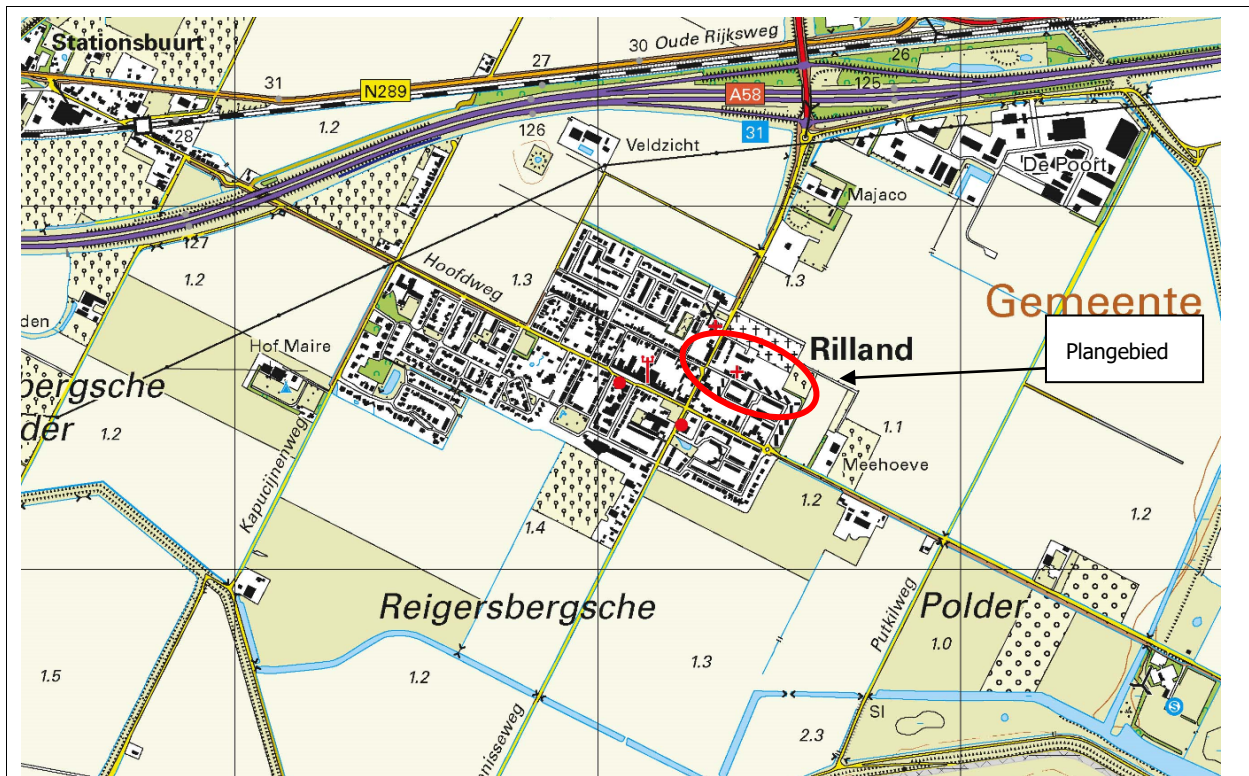 Stationsbuurt
30
Oude Rijksweg
26
27
31
N289
A58
125
28
1.2
126
31
Veldzicht
De Poort
Majaco
127
1.2
Hoofdweg
1.3
1.3
Gemeente
den
Hof Maire
Rilland
Plangebied
bergsche
der
1.2
1.1
Kapucijnenweg
Meehoeve
1.2
1.4
1.2
Reigersbergsche
Polder
Putkilweg
1.0
1.5
1.2
1.3
SI
S
nisseweg
2.3